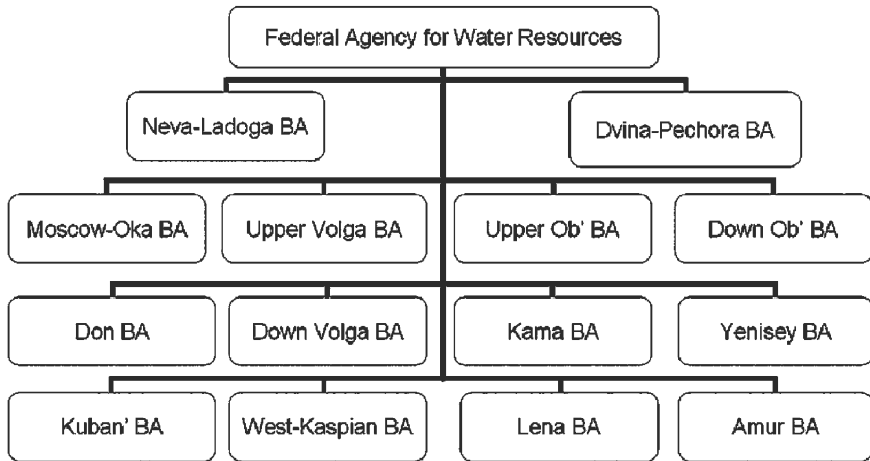 Federal Agency for Water Resources
Neva-Ladoga BA
Dvina-Pechora BA
Moscow-Oka BA
Upper Volga BA
Upper Ob' BA
Down Ob' BA
Don BA
Down Volga BA
Kama BA
Yenisey BA
Kuban' BA
West-Kaspian BA
Lena BA
Amur BA